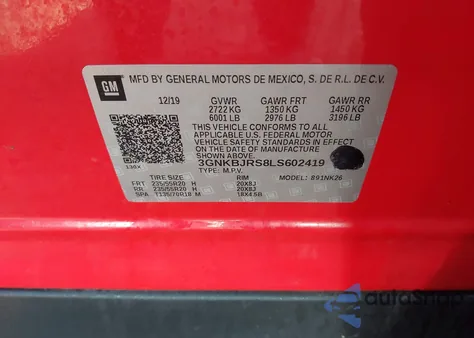 GM
MFD BY GENERAL MOTORS DE MEXICO, S. DE R.L. DE C.V.
12/19 GVWR GAWR FRT GAWR RR
2722 KG 1350 KG 1450 KG
6001 LB 2976 LB 3196 LB
THIS VEHICLE CONFORMS TO ALL APPLICABLE
U.S. FEDERAL MOTOR
VEHICLE SAFETY
STANDARDS IN EFFECT ON
THE DATE OF MANUFACTURE
SHOWN ABOVE.
3GNKBJRS8LS602419
TYPE: M.P.V. MODEL: 891NK26
TIRE SIZE RIM
FRT 235/55R20 H 20X8J
RR 235/55R20 H 20X8J
SPA T135/70R18 M 18X4.5B
autoSnap